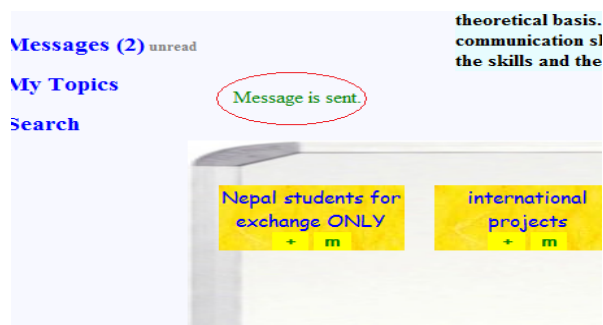 Messages (2) unread
My Topics
Search
theoretical basis.
communication sl
the skills and the
Message is sent.
Nepal students for
exchange ONLY
+ m
international
projects
+ m